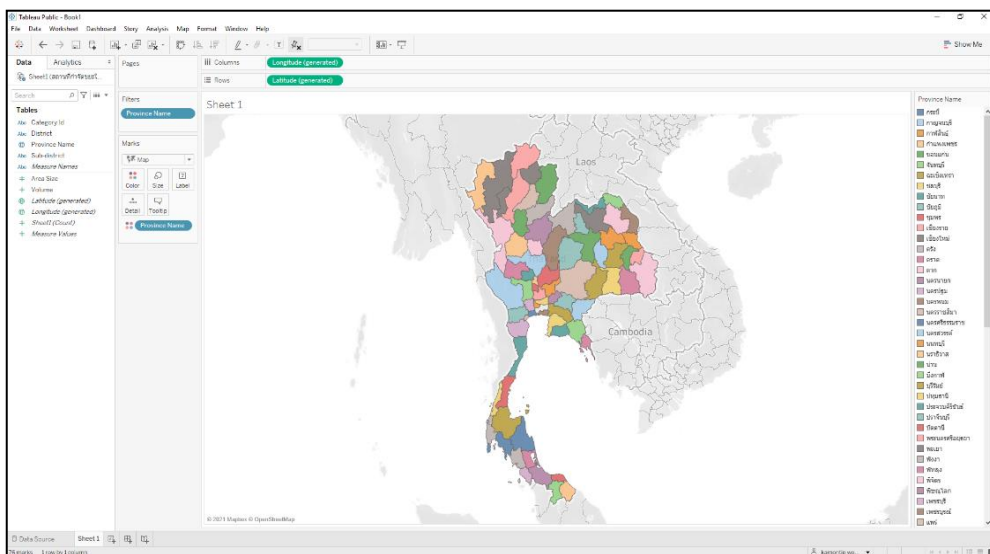 Tableau Public - Book1
File Data Worksheet Dashboard Story Analysis Map Format Window Help
Show Me
Data Analytics
Pages
Columns Longitude (generated)
Rows Latitude (generated)
Search
Tables
Abc Category Id
Abc District
Province Name
Abc Sub-district
Abc Measure Names
Area Size
Volume
Latitude (generated)
Longitude (generated)
Sheet1 (Count)
Measure Values
Filters
Province Name
Marks
Map
Color Size Label
Detail Tooltip
Province Name
Sheet 1
Laos
Cambodia
© 2021 Mapbox © OpenStreetMap
Province Name
กระบี่
กาญจนบุรี
กาฬสินธุ์
กำแพงเพชร
ขอนแก่น
จันทบุรี
ฉะเชิงเทรา
ชลบุรี
ชัยนาท
ชัยภูมิ
ชุมพร
เชียงราย
เชียงใหม่
ตรัง
ตราด
ตาก
นครนายก
นครปฐม
นครพนม
นครราชสีมา
นครศรีธรรมราช
นครสวรรค์
นนทบุรี
นราธิวาส
น่าน
บึงกาฬ
บุรีรัมย์
ปทุมธานี
ประจวบคีรีขันธ์
ปราจีนบุรี
ปัตตานี
พระนครศรีอยุธยา
พะเยา
พังงา
พัทลุง
พิจิตร
พิษณุโลก
เพชรบุรี
เพชรบูรณ์
แพร่
Data Source Sheet 1
76 marks 1 row by 1 column